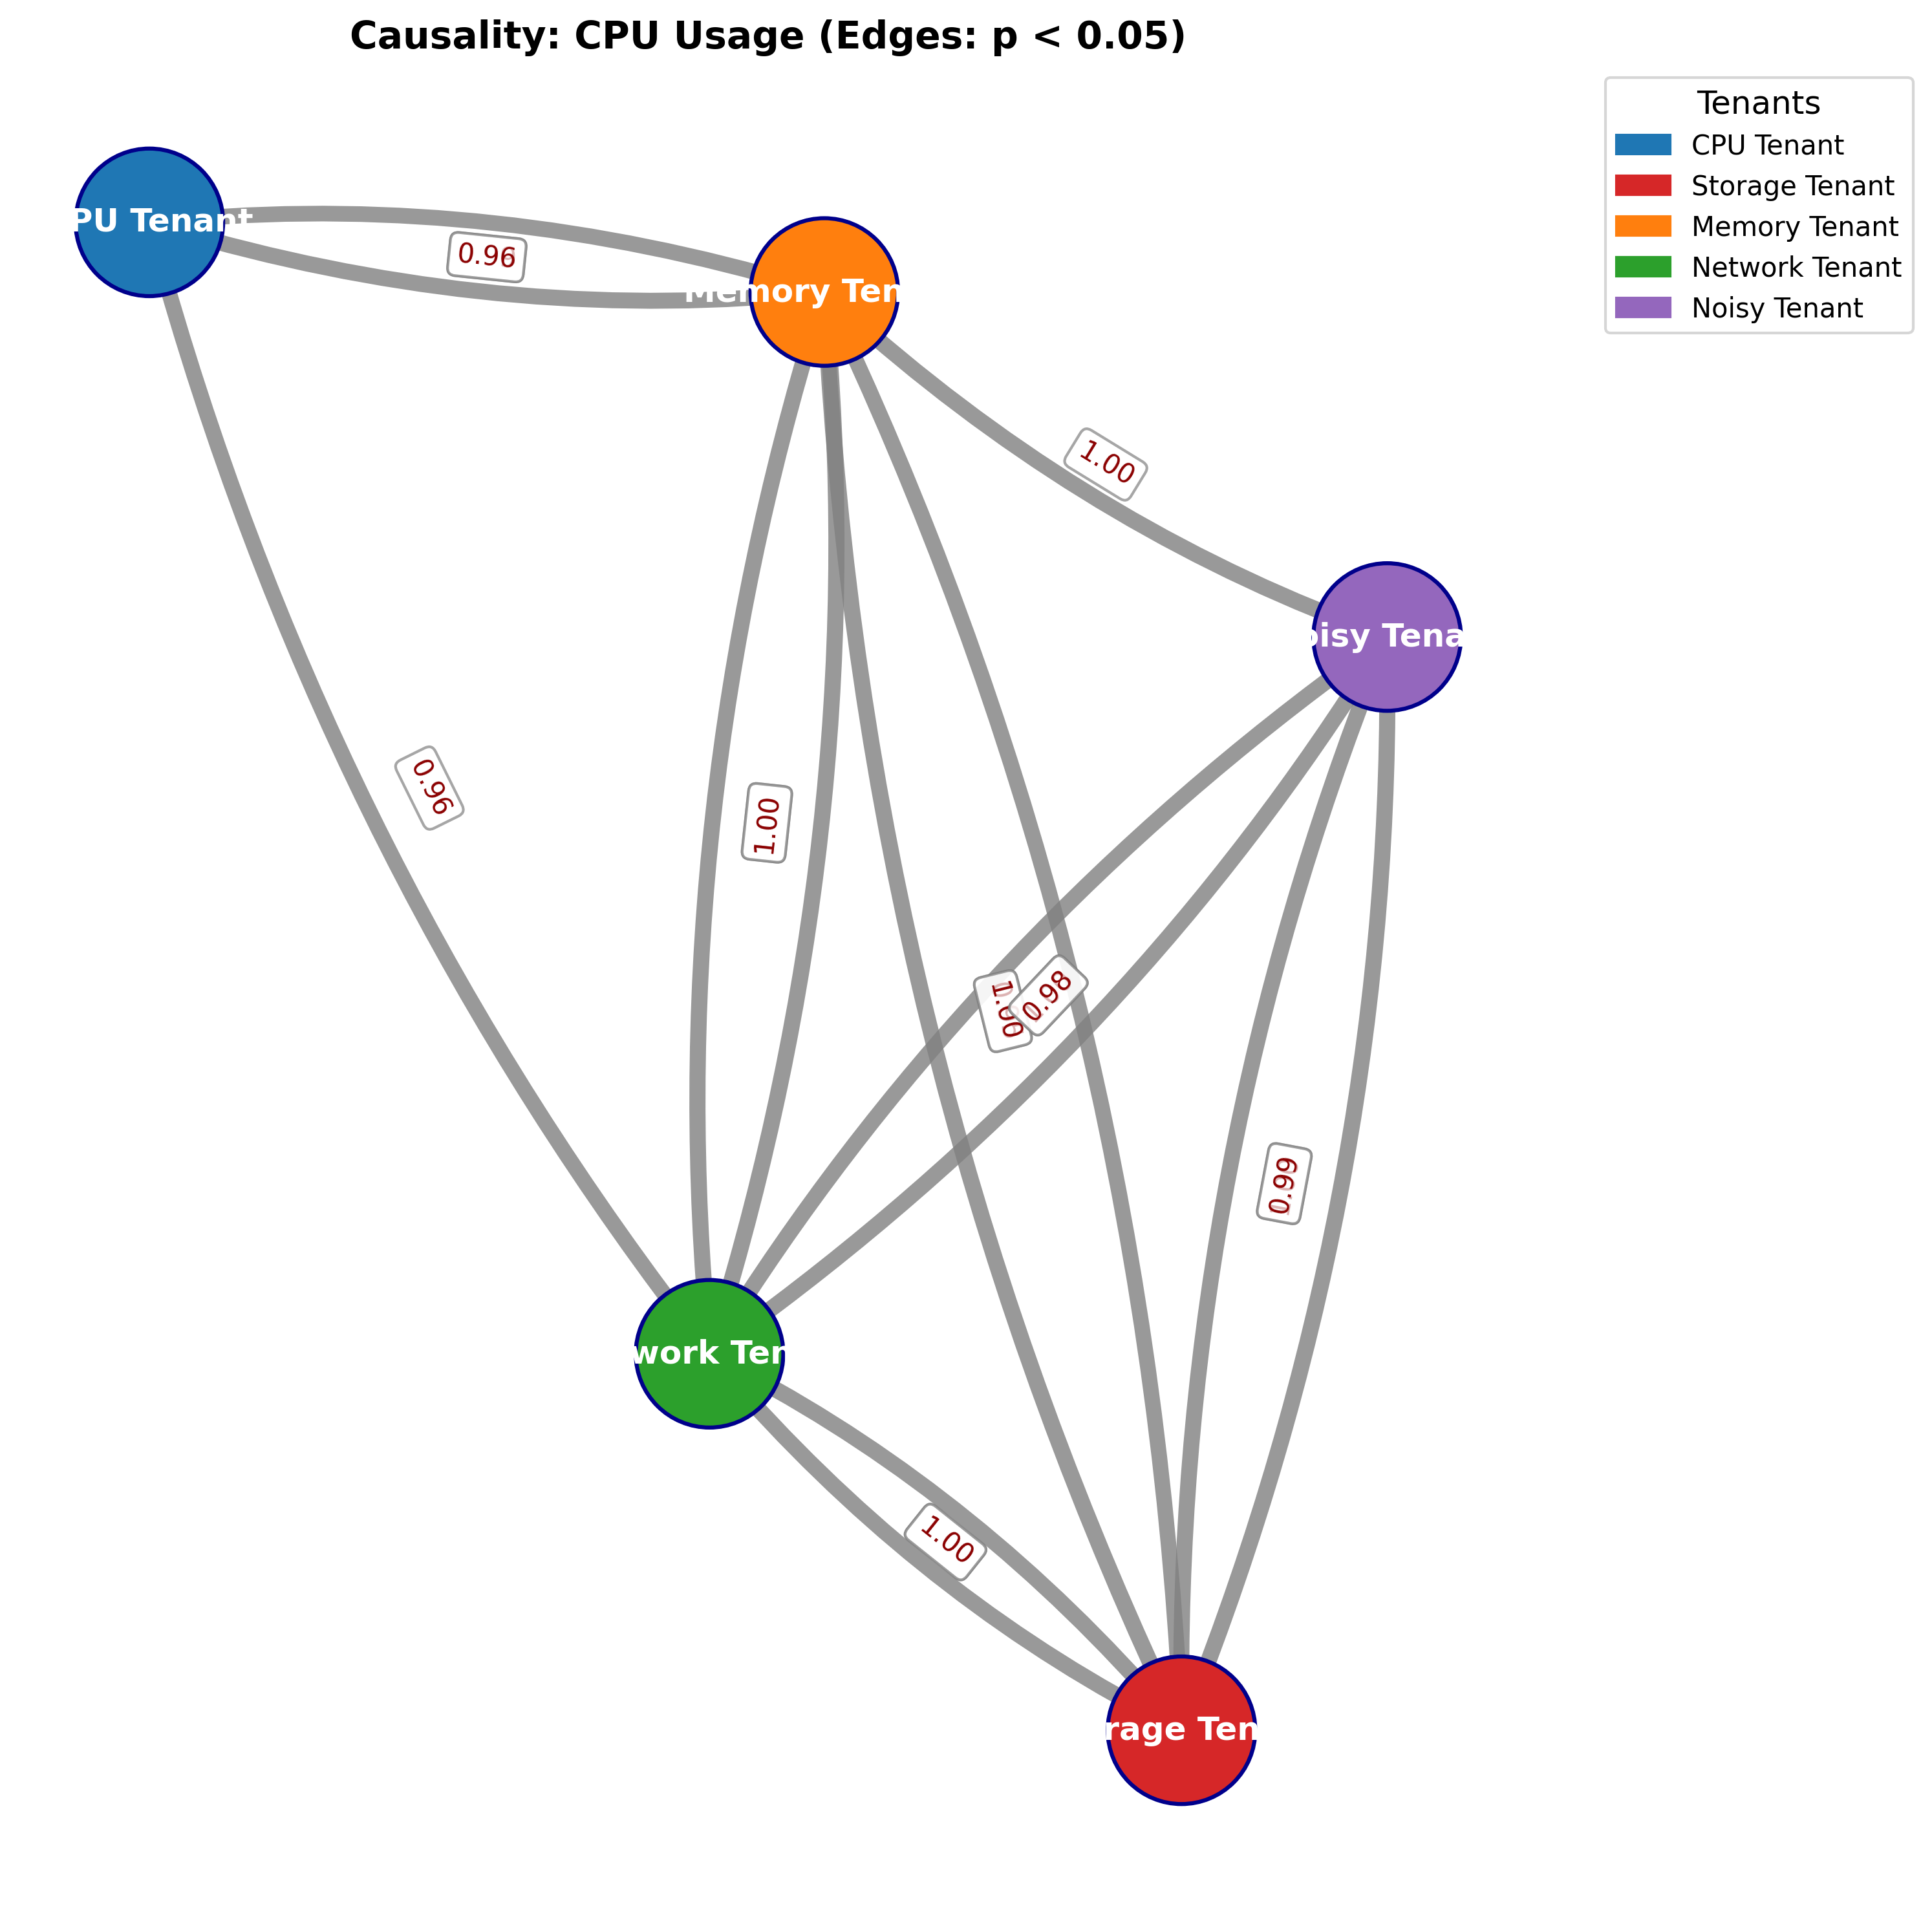 Causality: CPU Usage (Edges: p < 0.05)
Tenants
CPU Tenant
Storage Tenant
Memory Tenant
Network Tenant
Noisy Tenant
PU Tenant
0.96
Memory Ten
1.00
oisy Tena
0.96
1.00
0.98
0.99
work Ten
1.00
rage Ten